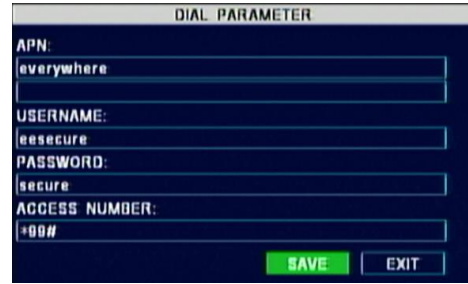 DIAL PARAMETER
APN:
everywhere
USERNAME:
eesecure
PASSWORD:
secure
ACCESS NUMBER:
*99#
SAVE
EXIT